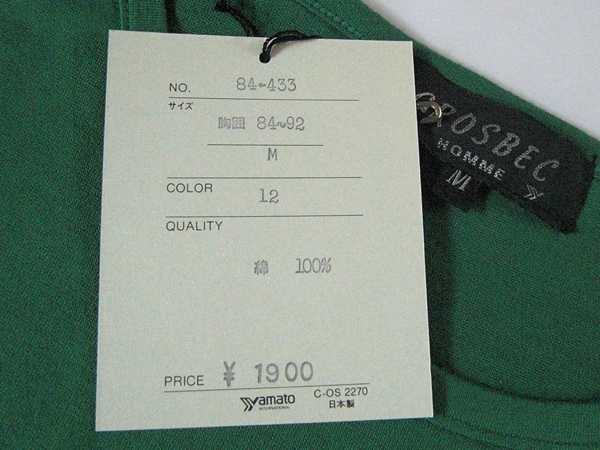 NO. 84-433
サイズ
胸囲 84~92
M
COLOR 12
QUALITY
綿 100%
PRICE ¥ 1900
Yamato
INTERNATIONAL
C-OS 2270
日本製
GROSBEC
HOMME
M